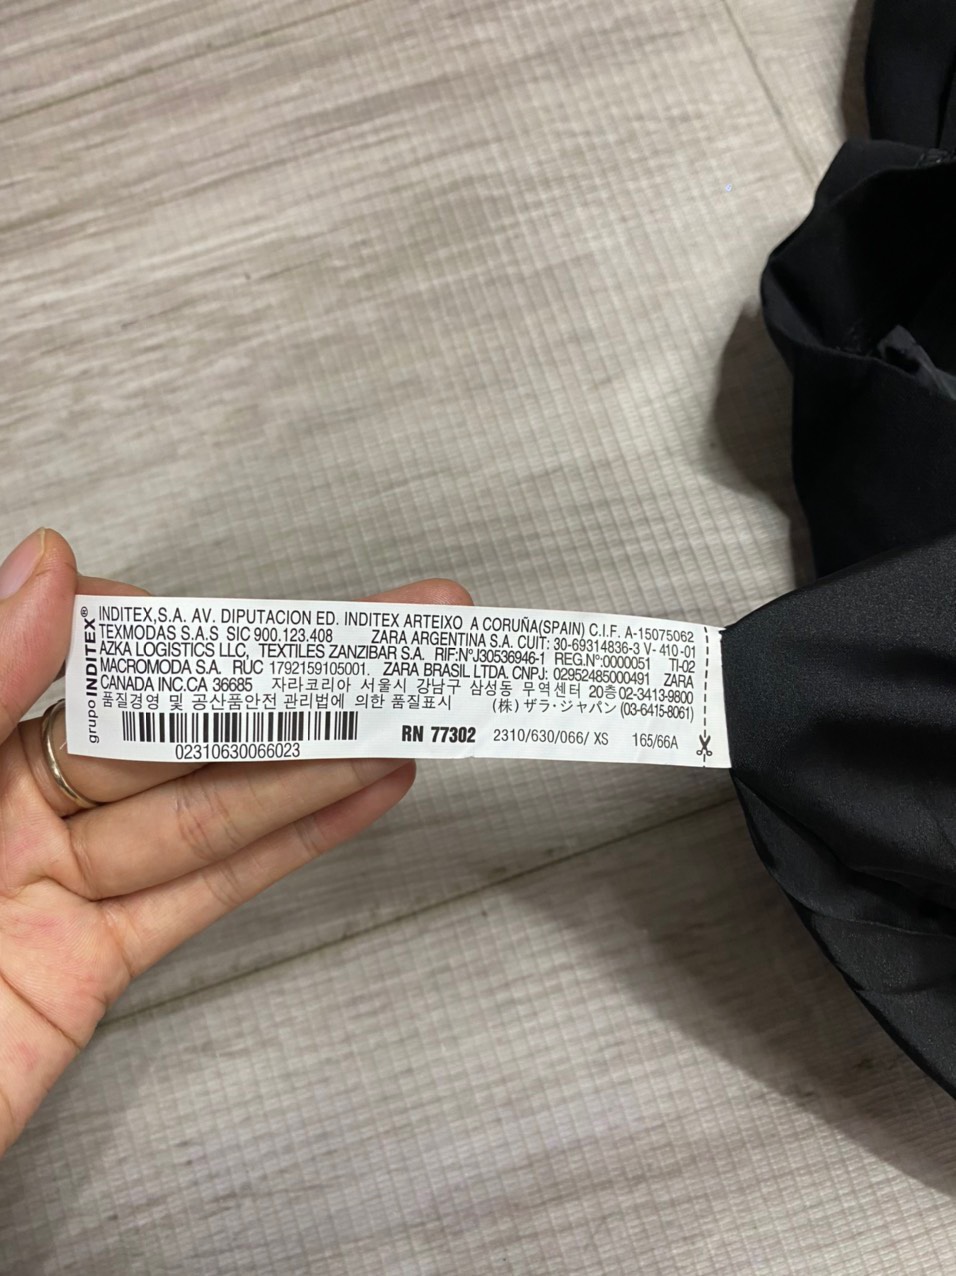 grupo INDITEX®
INDITEX,S.A. AV. DIPUTACION ED. INDITEX ARTEIXO A CORUÑA(SPAIN) C.I.F. A-15075062
TEXMODAS S.A.S SIC 900.123.408 ZARA ARGENTINA S.A. CUIT: 30-69314836-3 V- 410 -01
AZKA LOGISTICS LLC, TEXTILES ZANZIBAR S.A. RIF:N°J30536946-1 REG.N°:0000051 TI-02
MACROMODA S.A. RUC 1792159105001. ZARA BRASIL LTDA. CNPJ: 02952485000491 ZARA
CANADA INC.CA 36685 자라코리아 서울시 강남구 삼성동 무역센터 20층 02-3413-9800
품질경영 및 공산품안전 관리법에 의한 품질표시 (株) ザラ・ジャパン (03-6415-8061)
RN 77302 2310/630/066/ XS 165/66A
02310630066023